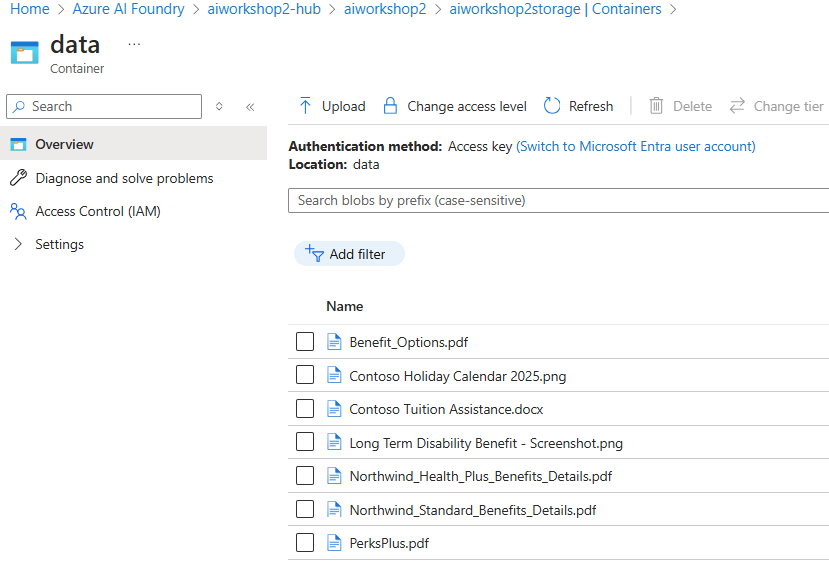 Home > Azure AI Foundry > aiworkshop2-hub > aiworkshop2 > aiworkshop2storage | Containers >
data ...
Container
Search
Upload Change access level Refresh Delete Change tier
Overview
Diagnose and solve problems
Access Control (IAM)
Settings
Authentication method: Access key (Switch to Microsoft Entra user account)
Location: data
Search blobs by prefix (case-sensitive)
Add filter
Name
Benefit_Options.pdf
Contoso Holiday Calendar 2025.png
Contoso Tuition Assistance.docx
Long Term Disability Benefit - Screenshot.png
Northwind_Health_Plus_Benefits_Details.pdf
Northwind_Standard_Benefits_Details.pdf
PerksPlus.pdf